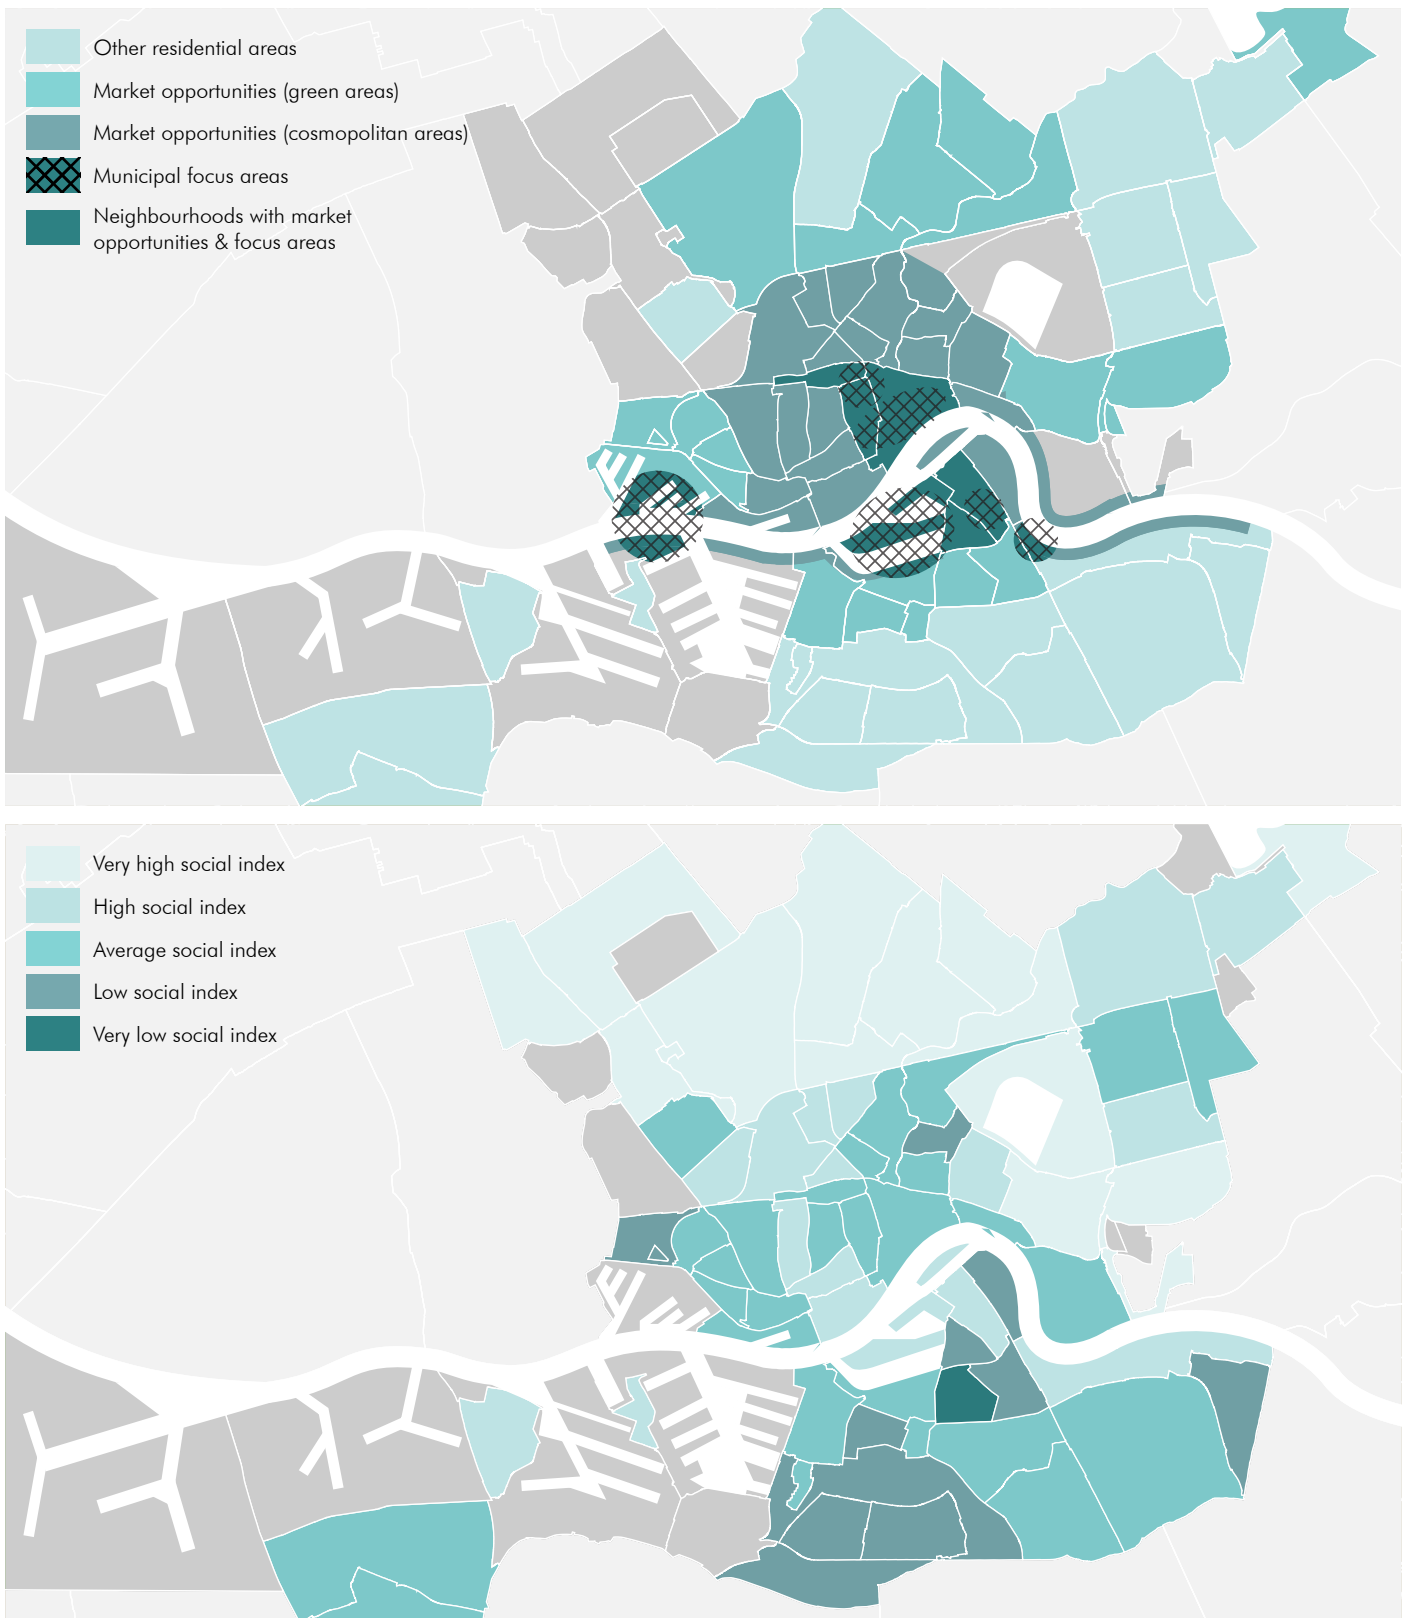 Other residential areas
Market opportunities (green areas)
Market opportunities (cosmopolitan areas)
Municipal focus areas
Neighbourhoods with market
opportunities & focus areas
Very high social index
High social index
Average social index
Low social index
Very low social index